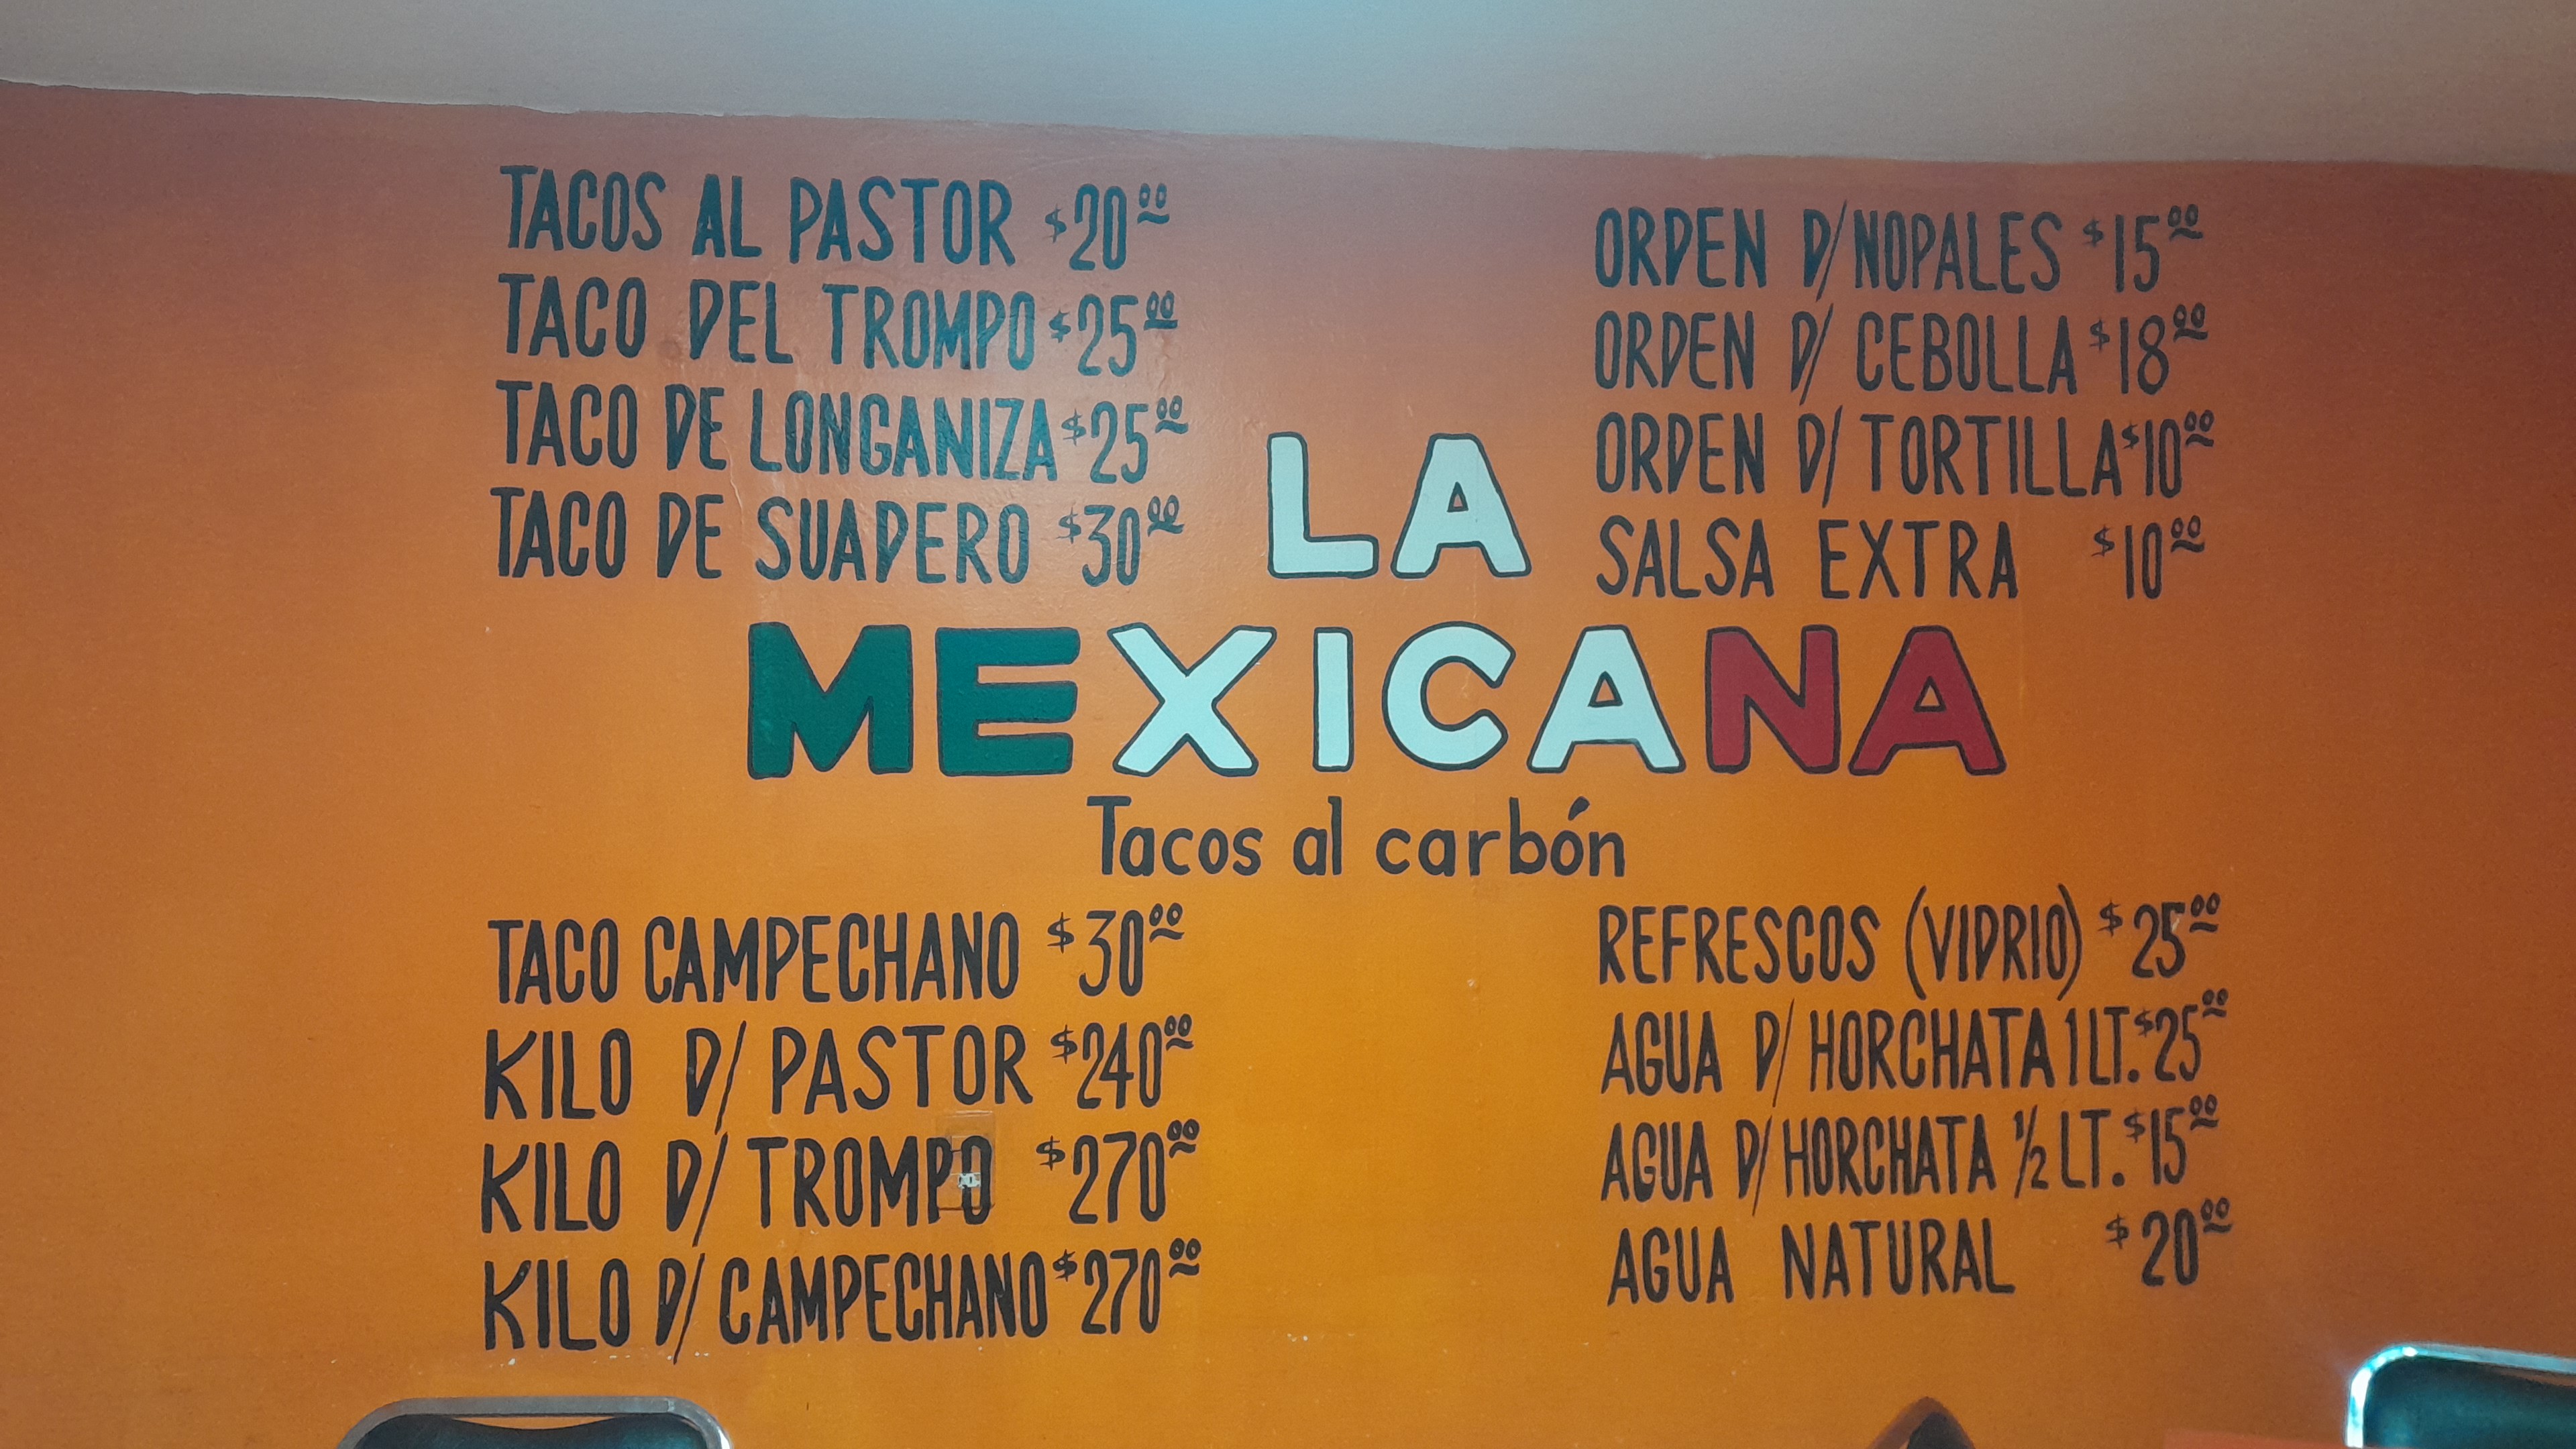 TACOS AL PASTOR $20.00
TACO DEL TROMPO $25.00
TACO DE LONGANIZA $25.00
TACO DE SUADERO $30.00
ORDEN D/NOPALES $15.00
ORDEN D/ CEBOLLA $18.00
ORDEN D/TORTILLA $10.00
SALSA EXTRA $10.00
LA
MEXICANA
Tacos al carbón
TACO CAMPECHANO $30.00
KILO D/ PASTOR $240.00
KILO D/ TROMPO $270.00
KILO D/ CAMPECHANO $270.00
REFRESCOS (VIDRIO) $25.00
AGUA D/HORCHATA 1 LT. $25.00
AGUA D/HORCHATA 1/2 LT. $15.00
AGUA NATURAL $20.00